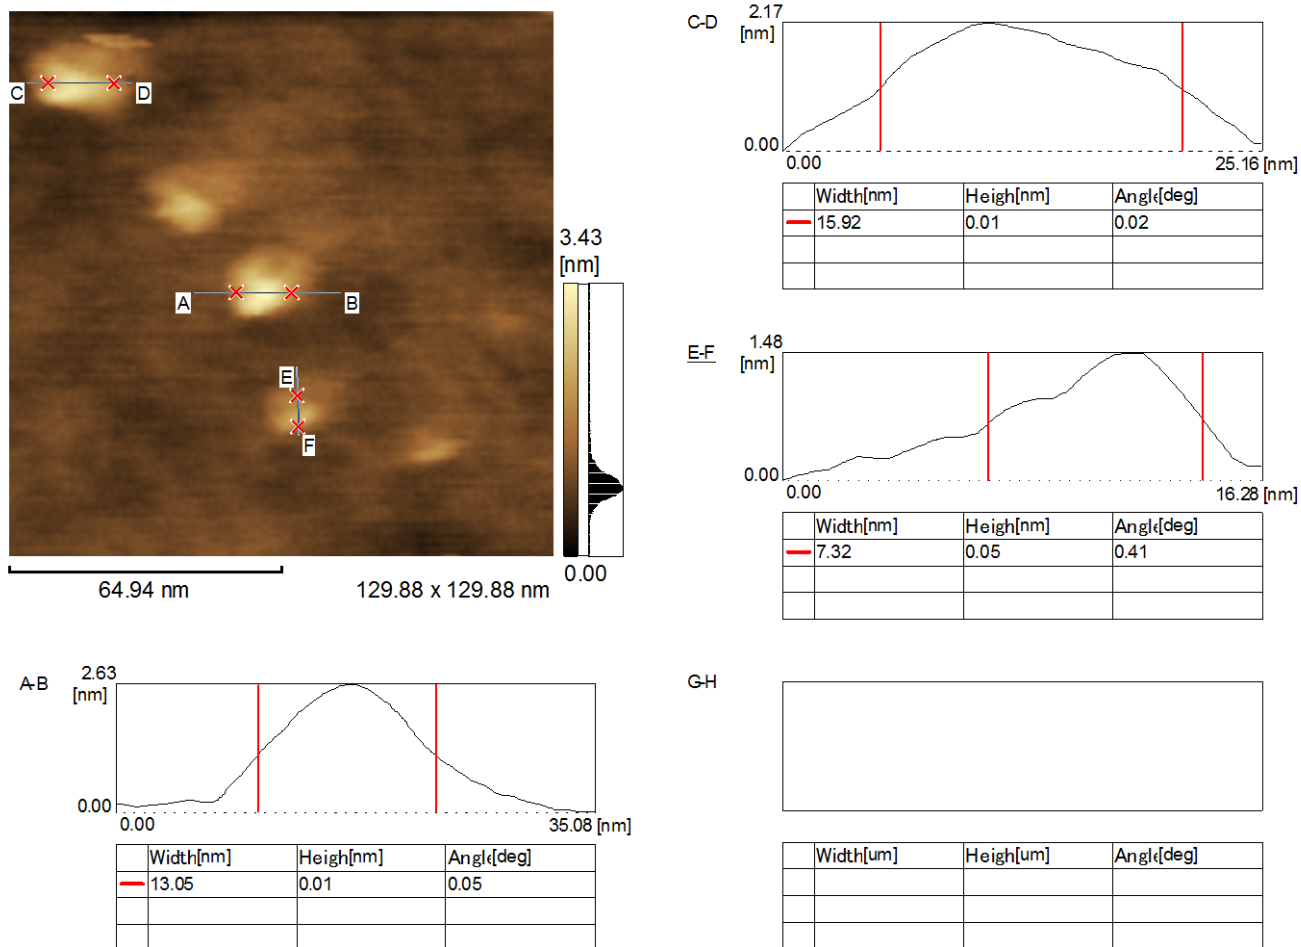 C
D
A
B
E
F
3.43
[nm]
0.00
64.94 nm
129.88 x 129.88 nm
C-D
2.17
[nm]
0.00
0.00
25.16 [nm]
Width[nm] Heigh[nm] Angl[deg]
15.92 0.01 0.02
E-F
1.48
[nm]
0.00
0.00
16.28 [nm]
Width[nm] Heigh[nm] Angl[deg]
7.32 0.05 0.41
A-B
2.63
[nm]
0.00
0.00
35.08 [nm]
Width[nm] Heigh[nm] Angl[deg]
13.05 0.01 0.05
G-H
Width[um] Heigh[um] Angl[deg]